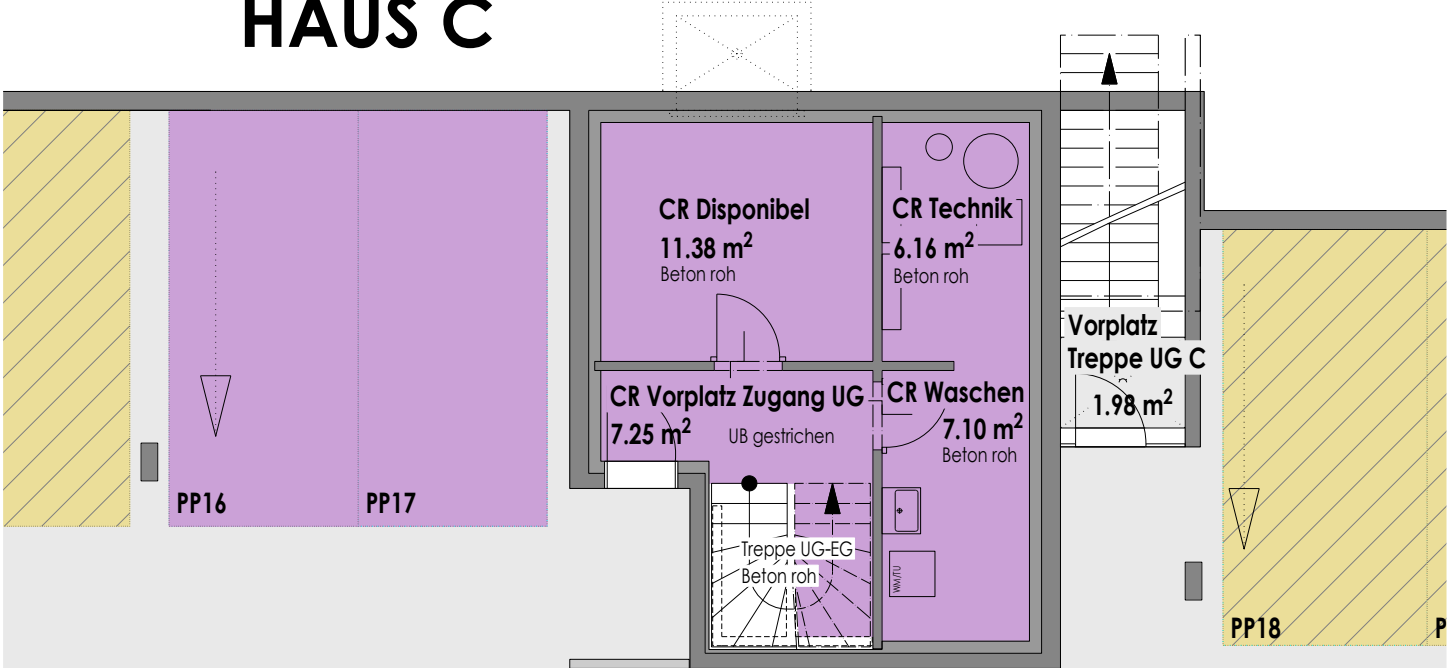 HAUS C
CR Disponibel
11.38 m²
Beton roh
CR Technik
6.16 m²
Beton roh
Vorplatz
Treppe UG C
1.98 m²
CR Vorplatz Zugang UG
7.25 m²
UB gestrichen
CR Waschen
7.10 m²
Beton roh
PP16
PP17
Treppe UG-EG
Beton roh
WM/TU
PP18
P